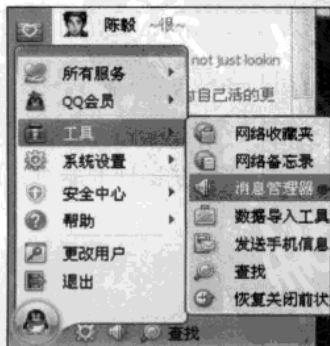 陈毅 ~很~
not just lookin
对自己活的更
所有服务
QQ会员
工具
系统设置
安全中心
帮助
更改用户
退出
网络收藏夹
网络备忘录
消息管理器
数据导入工具
发送手机信息
查找
恢复关闭前状
查找